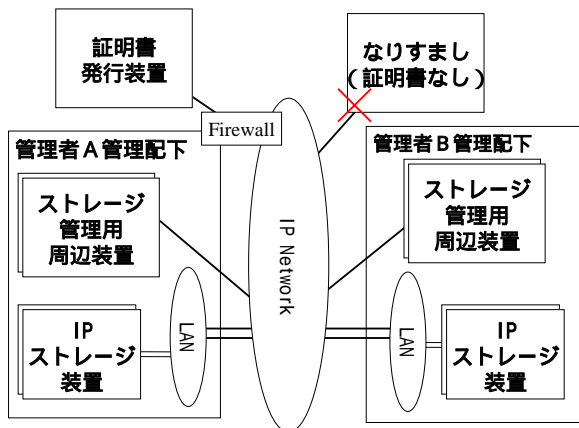 証明書
発行装置
なりすまし
（証明書なし）
Firewall
管理者A管理配下
ストレージ
管理用
周辺装置
LAN
IP
ストレージ
装置
IP Network
管理者B管理配下
ストレージ
管理用
周辺装置
LAN
IP
ストレージ
装置